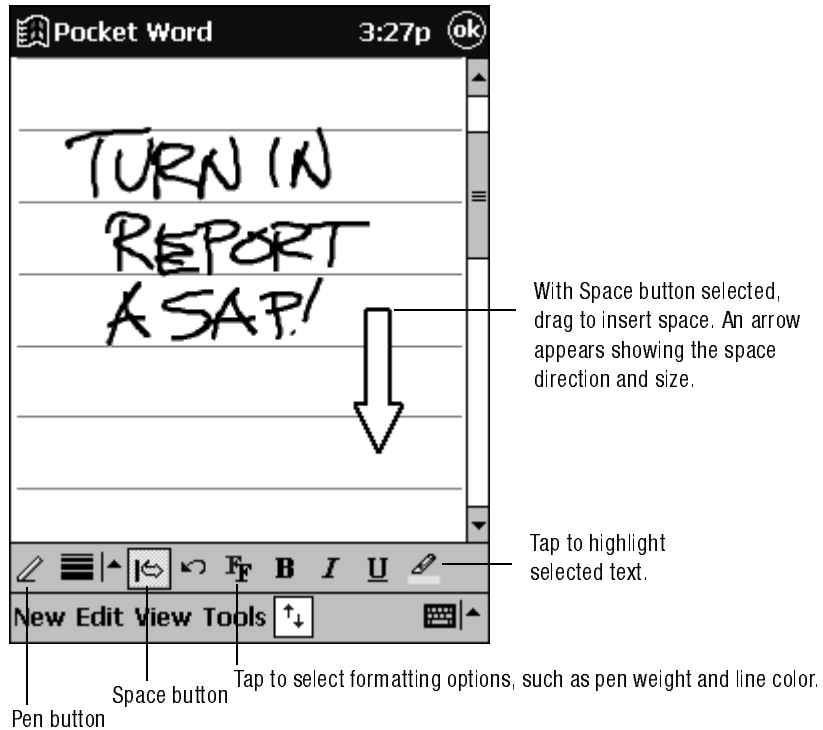 Pocket Word 3:27p ok
TURN IN
REPORT
ASAP!
With Space button selected,
drag to insert space. An arrow
appears showing the space
direction and size.
Tap to highlight
selected text.
FF B I U
New Edit View Tools
Tap to select formatting options, such as pen weight and line color.
Space button
Pen button